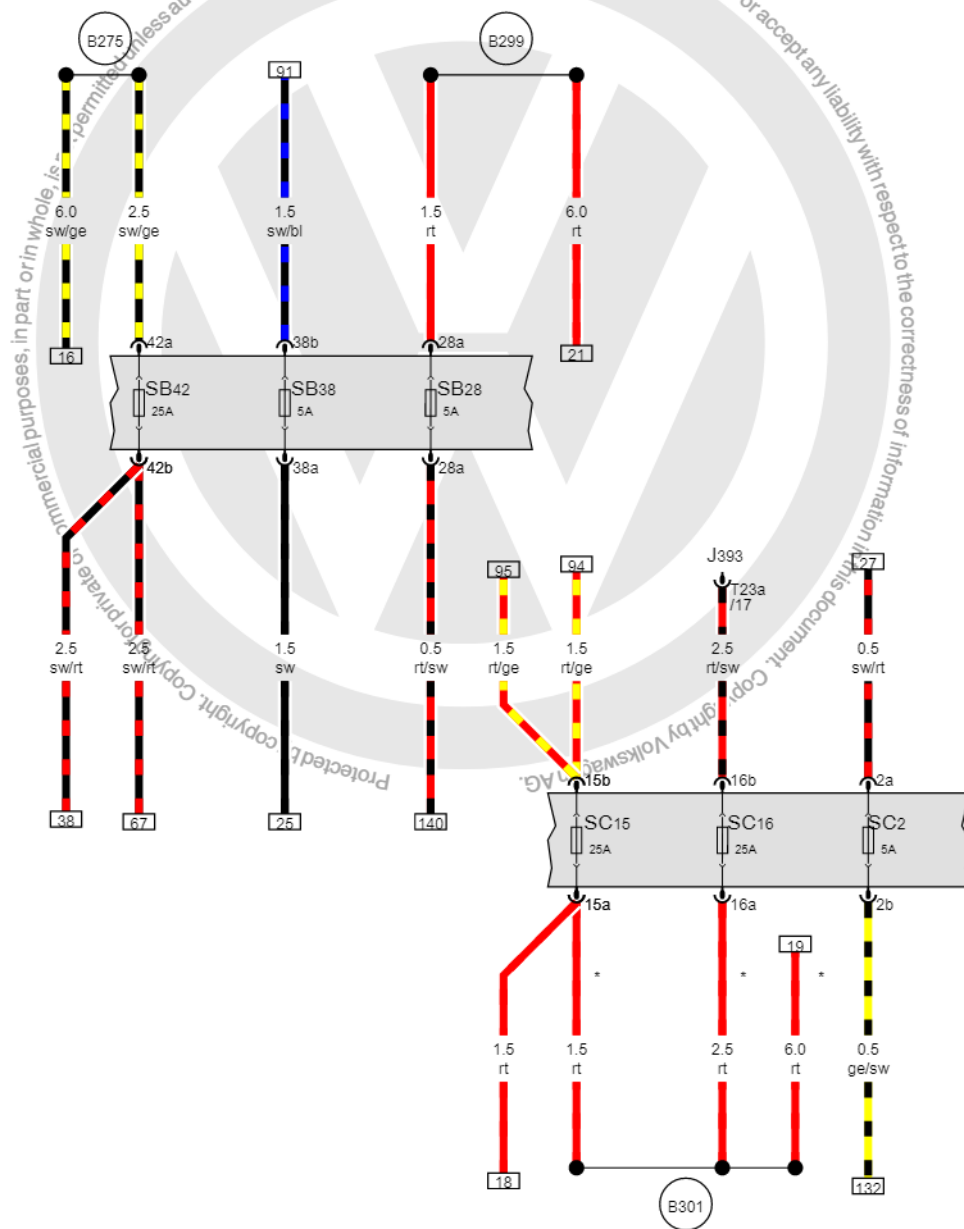 B275
B299
91
6.0
sw/ge
2.5
sw/ge
1.5
sw/bl
1.5
rt
6.0
rt
16
42a
38b
28a
21
SB42
25A
SB38
5A
SB28
5A
42b
38a
28a
95
94
J393
T23a
/17
27
2.5
sw/rt
2.5
sw/rt
1.5
sw
0.5
rt/sw
1.5
rt/ge
1.5
rt/ge
2.5
rt/sw
0.5
sw/rt
38
67
25
140
15b
16b
2a
SC15
25A
SC16
25A
SC2
5A
15a
16a
2b
19
*
*
*
1.5
rt
1.5
rt
2.5
rt
6.0
rt
0.5
ge/sw
18
132
B301
permitted unless au
commercial purposes, in part or in whole, is
for private or
Protected by copyright. Copying
or accept any liability with respect to the correctness of information in this document. Copyright by Volkswagen AG.